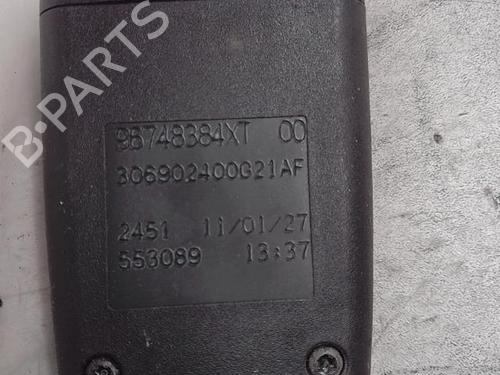 B-PARTS
98748384XT 00
306902400G21AF
2451 11/01/27
553089 13:37